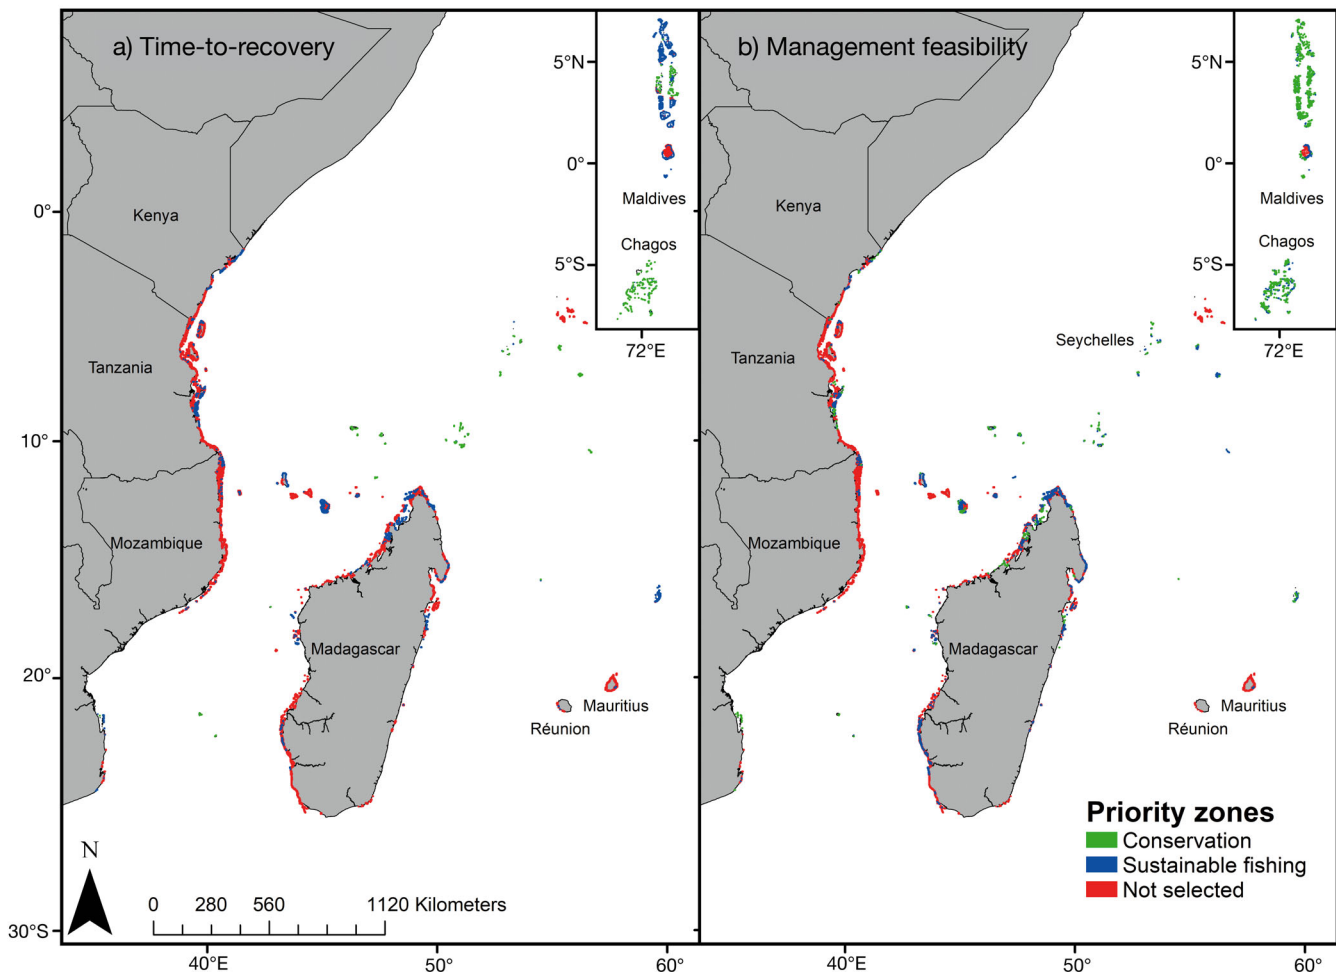 a) Time-to-recovery
5°N
0°
Maldives
Chagos
5°S
72°E
Kenya
Tanzania
Mozambique
Madagascar
Mauritius
Réunion
0°
10°
20°
30°S
N
0 280 560 1120 Kilometers
40°E 50° 60°
b) Management feasibility
5°N
0°
Maldives
Chagos
5°S
72°E
Kenya
Seychelles
Tanzania
Mozambique
Madagascar
Mauritius
Réunion
Priority zones
Conservation
Sustainable fishing
Not selected
40°E 50° 60°